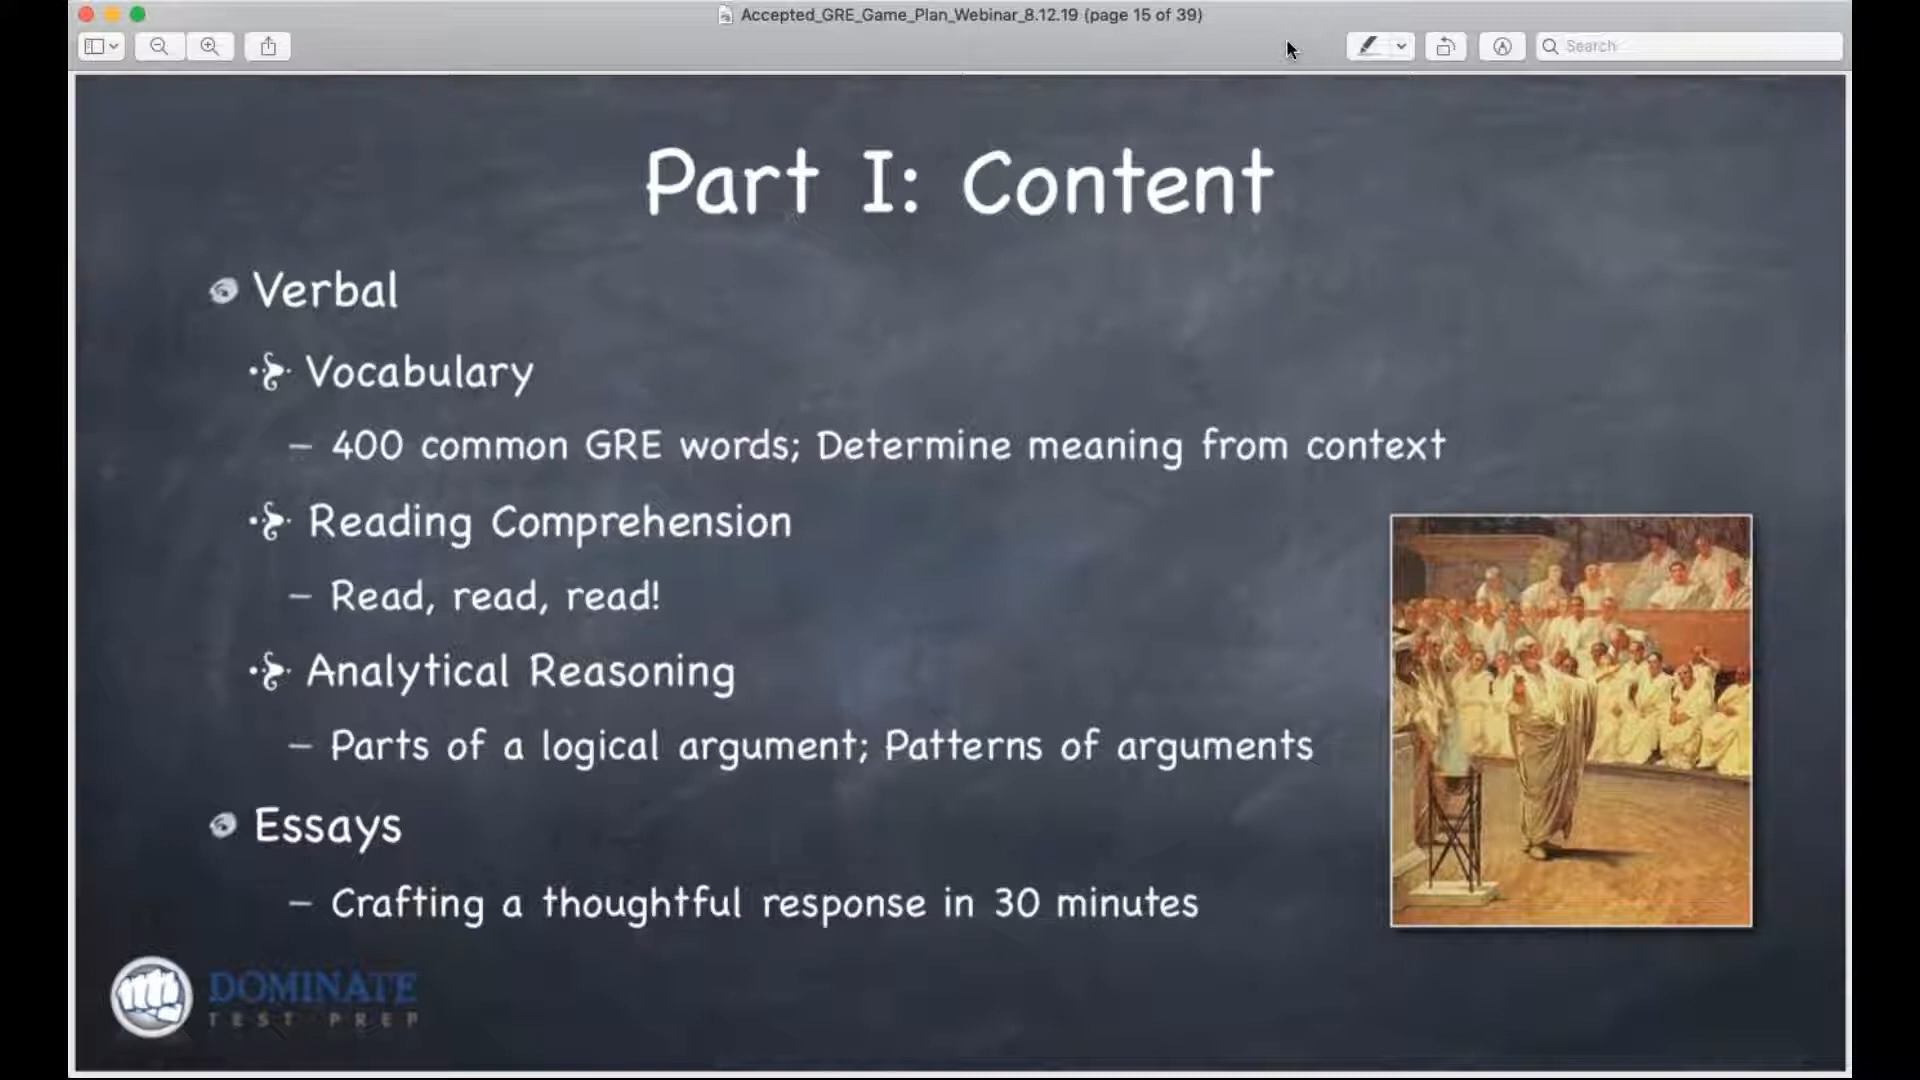 Accepted_GRE_Game_Plan_Webinar_8.12.19 (page 15 of 39)
Search
Part I: Content
Verbal
Vocabulary
– 400 common GRE words; Determine meaning from context
Reading Comprehension
– Read, read, read!
Analytical Reasoning
– Parts of a logical argument; Patterns of arguments
Essays
– Crafting a thoughtful response in 30 minutes
DOMINATE
TEST PREP